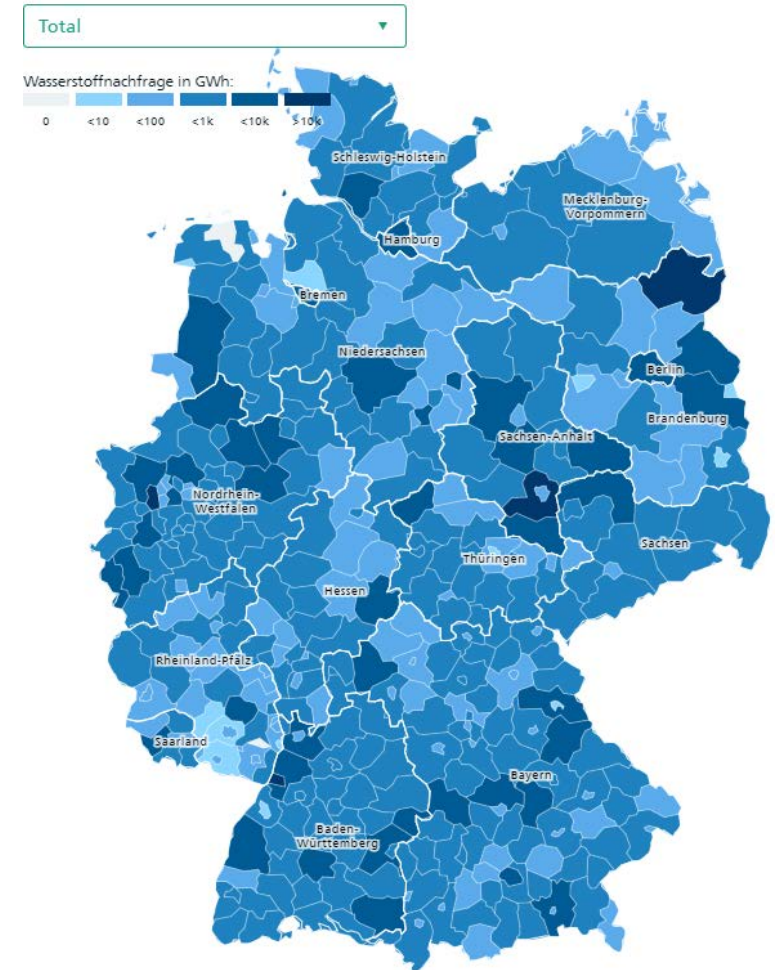 Total
Wasserstoffnachfrage in GWh:
0 <10 <100 <1k <10k >10k
Schleswig-Holstein
Mecklenburg-
Vorpommern
Hamburg
Bremen
Niedersachsen
Berlin
Brandenburg
Sachsen-Anhalt
Nordrhein-
Westfalen
Sachsen
Thüringen
Hessen
Rheinland-Pfalz
Saarland
Bayern
Baden-
Württemberg